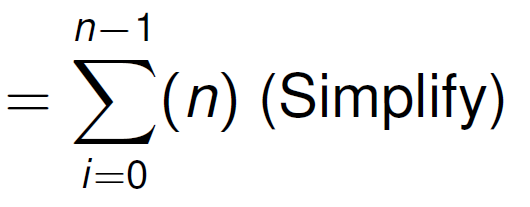 n−1
= ∑ (n) (Simplify)
i=0